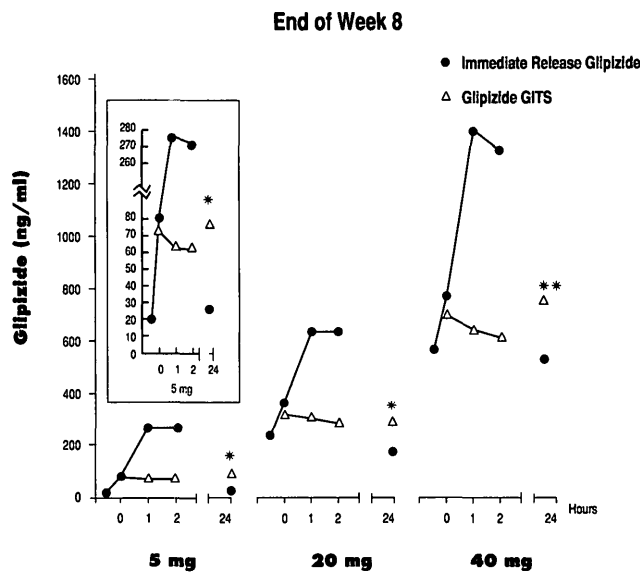 End of Week 8
● Immediate Release Glipizide
△ Glipizide GITS
Glipizide (ng/ml)
1600
1400
1200
1000
800
600
400
200
0
280
270
260
80
70
60
50
40
30
20
10
0
*
0 1 2 24
5 mg
*
*
**
0 1 2 24
0 1 2 24
0 1 2 24
Hours
5 mg
20 mg
40 mg